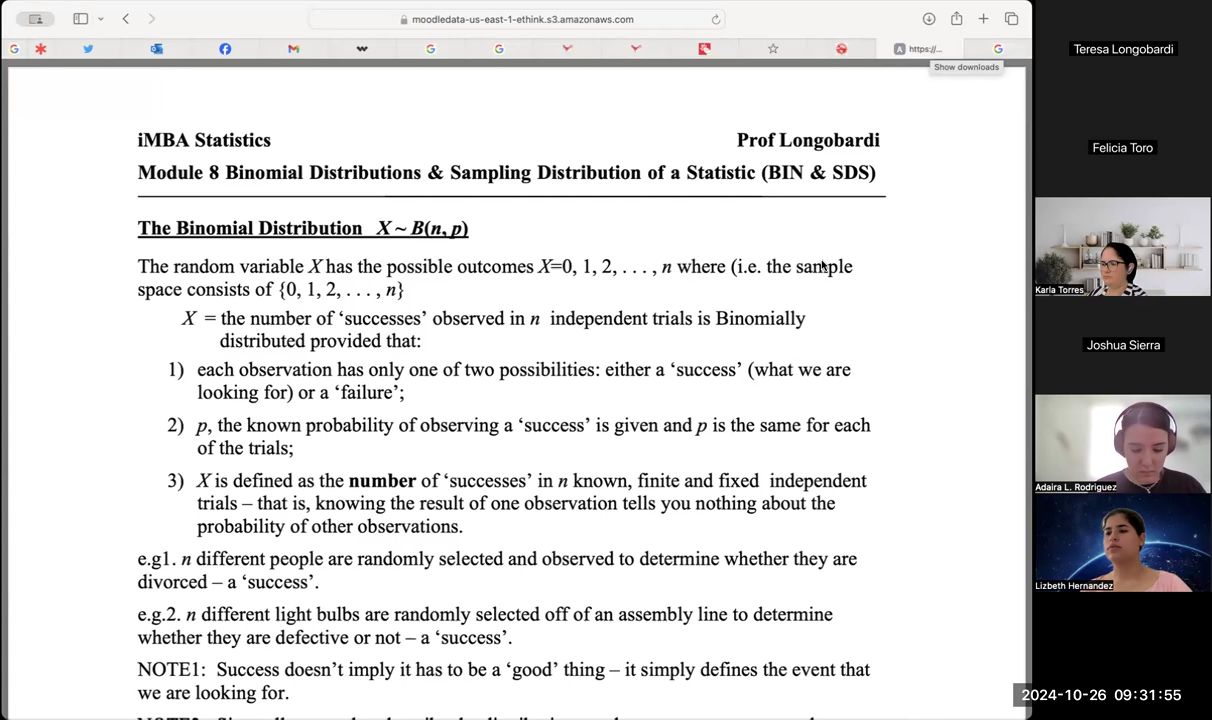 moodledata-us-east-1-ethink.s3.amazonaws.com
https://...
Show downloads
iMBA Statistics Prof Longobardi
Module 8 Binomial Distributions & Sampling Distribution of a Statistic (BIN & SDS)
The Binomial Distribution X ~ B(n, p)
The random variable X has the possible outcomes X=0, 1, 2, . . . , n where (i.e. the sample
space consists of {0, 1, 2, . . . , n}
X = the number of ‘successes’ observed in n independent trials is Binomially
distributed provided that:
1) each observation has only one of two possibilities: either a ‘success’ (what we are
looking for) or a ‘failure’;
2) p, the known probability of observing a ‘success’ is given and p is the same for each
of the trials;
3) X is defined as the number of ‘successes’ in n known, finite and fixed independent
trials – that is, knowing the result of one observation tells you nothing about the
probability of other observations.
e.g1. n different people are randomly selected and observed to determine whether they are
divorced – a ‘success’.
e.g.2. n different light bulbs are randomly selected off of an assembly line to determine
whether they are defective or not – a ‘success’.
NOTE1: Success doesn’t imply it has to be a ‘good’ thing – it simply defines the event that
we are looking for.
Teresa Longobardi
Felicia Toro
Karla Torres
Joshua Sierra
Adaira L. Rodriguez
Lizbeth Hernandez
2024-10-26 09:31:55